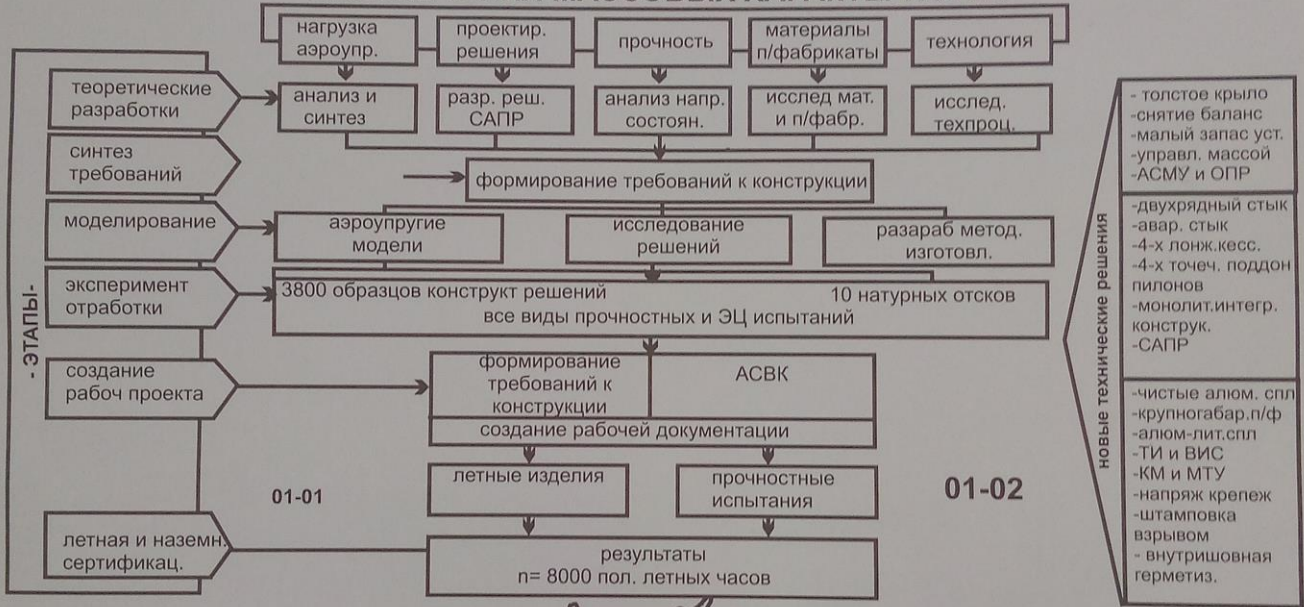 нагрузка
аэроупр.
проектир.
решения
прочность
материалы
п/фабрикаты
технология
теоретические
разработки
анализ и
синтез
разр. реш.
САПР
анализ напр.
состоян.
исслед мат.
и п/фабр.
исслед.
техпроц.
синтез
требований
формирование требований к конструкции
моделирование
аэроупругие
модели
исследование
решений
разараб метод.
изготовл.
эксперимент
отработки
3800 образцов конструкт решений
10 натурных отсков
все виды прочностных и ЭЦ испытаний
- ЭТАПЫ-
создание
рабоч проекта
формирование
требований к
конструкции
АСВК
создание рабочей документации
летные изделия
прочностные
испытания
01-01
01-02
летная и наземн.
сертификац.
результаты
n= 8000 пол. летных часов
новые технические решения
- толстое крыло
-снятие баланс
-малый запас уст.
-управл. массой
-АСМУ и ОПР
-двухрядный стык
-авар. стык
-4-х лонж.кесс.
-4-х точеч. поддон
пилонов
-монолит.интегр.
конструк.
-САПР
-чистые алюм. спл
-крупногабар.п/ф
-алюм-лит.спл
-ТИ и ВИС
-КМ и МТУ
-напряж крепеж
-штамповка
взрывом
- внутришовная
герметиз.